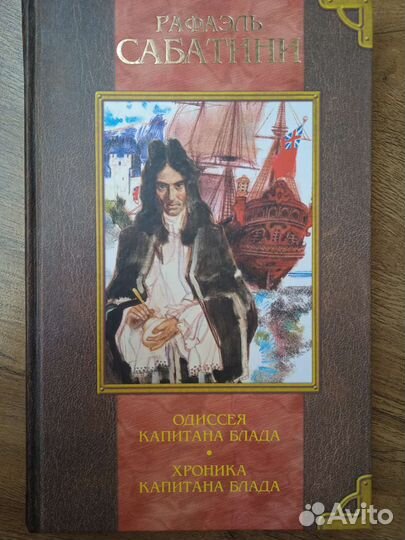 РАФАЭЛЬ
САБАТИНИ
ОДИССЕЯ
КАПИТАНА БЛАДА
•
ХРОНИКА
КАПИТАНА БЛАДА
Avito